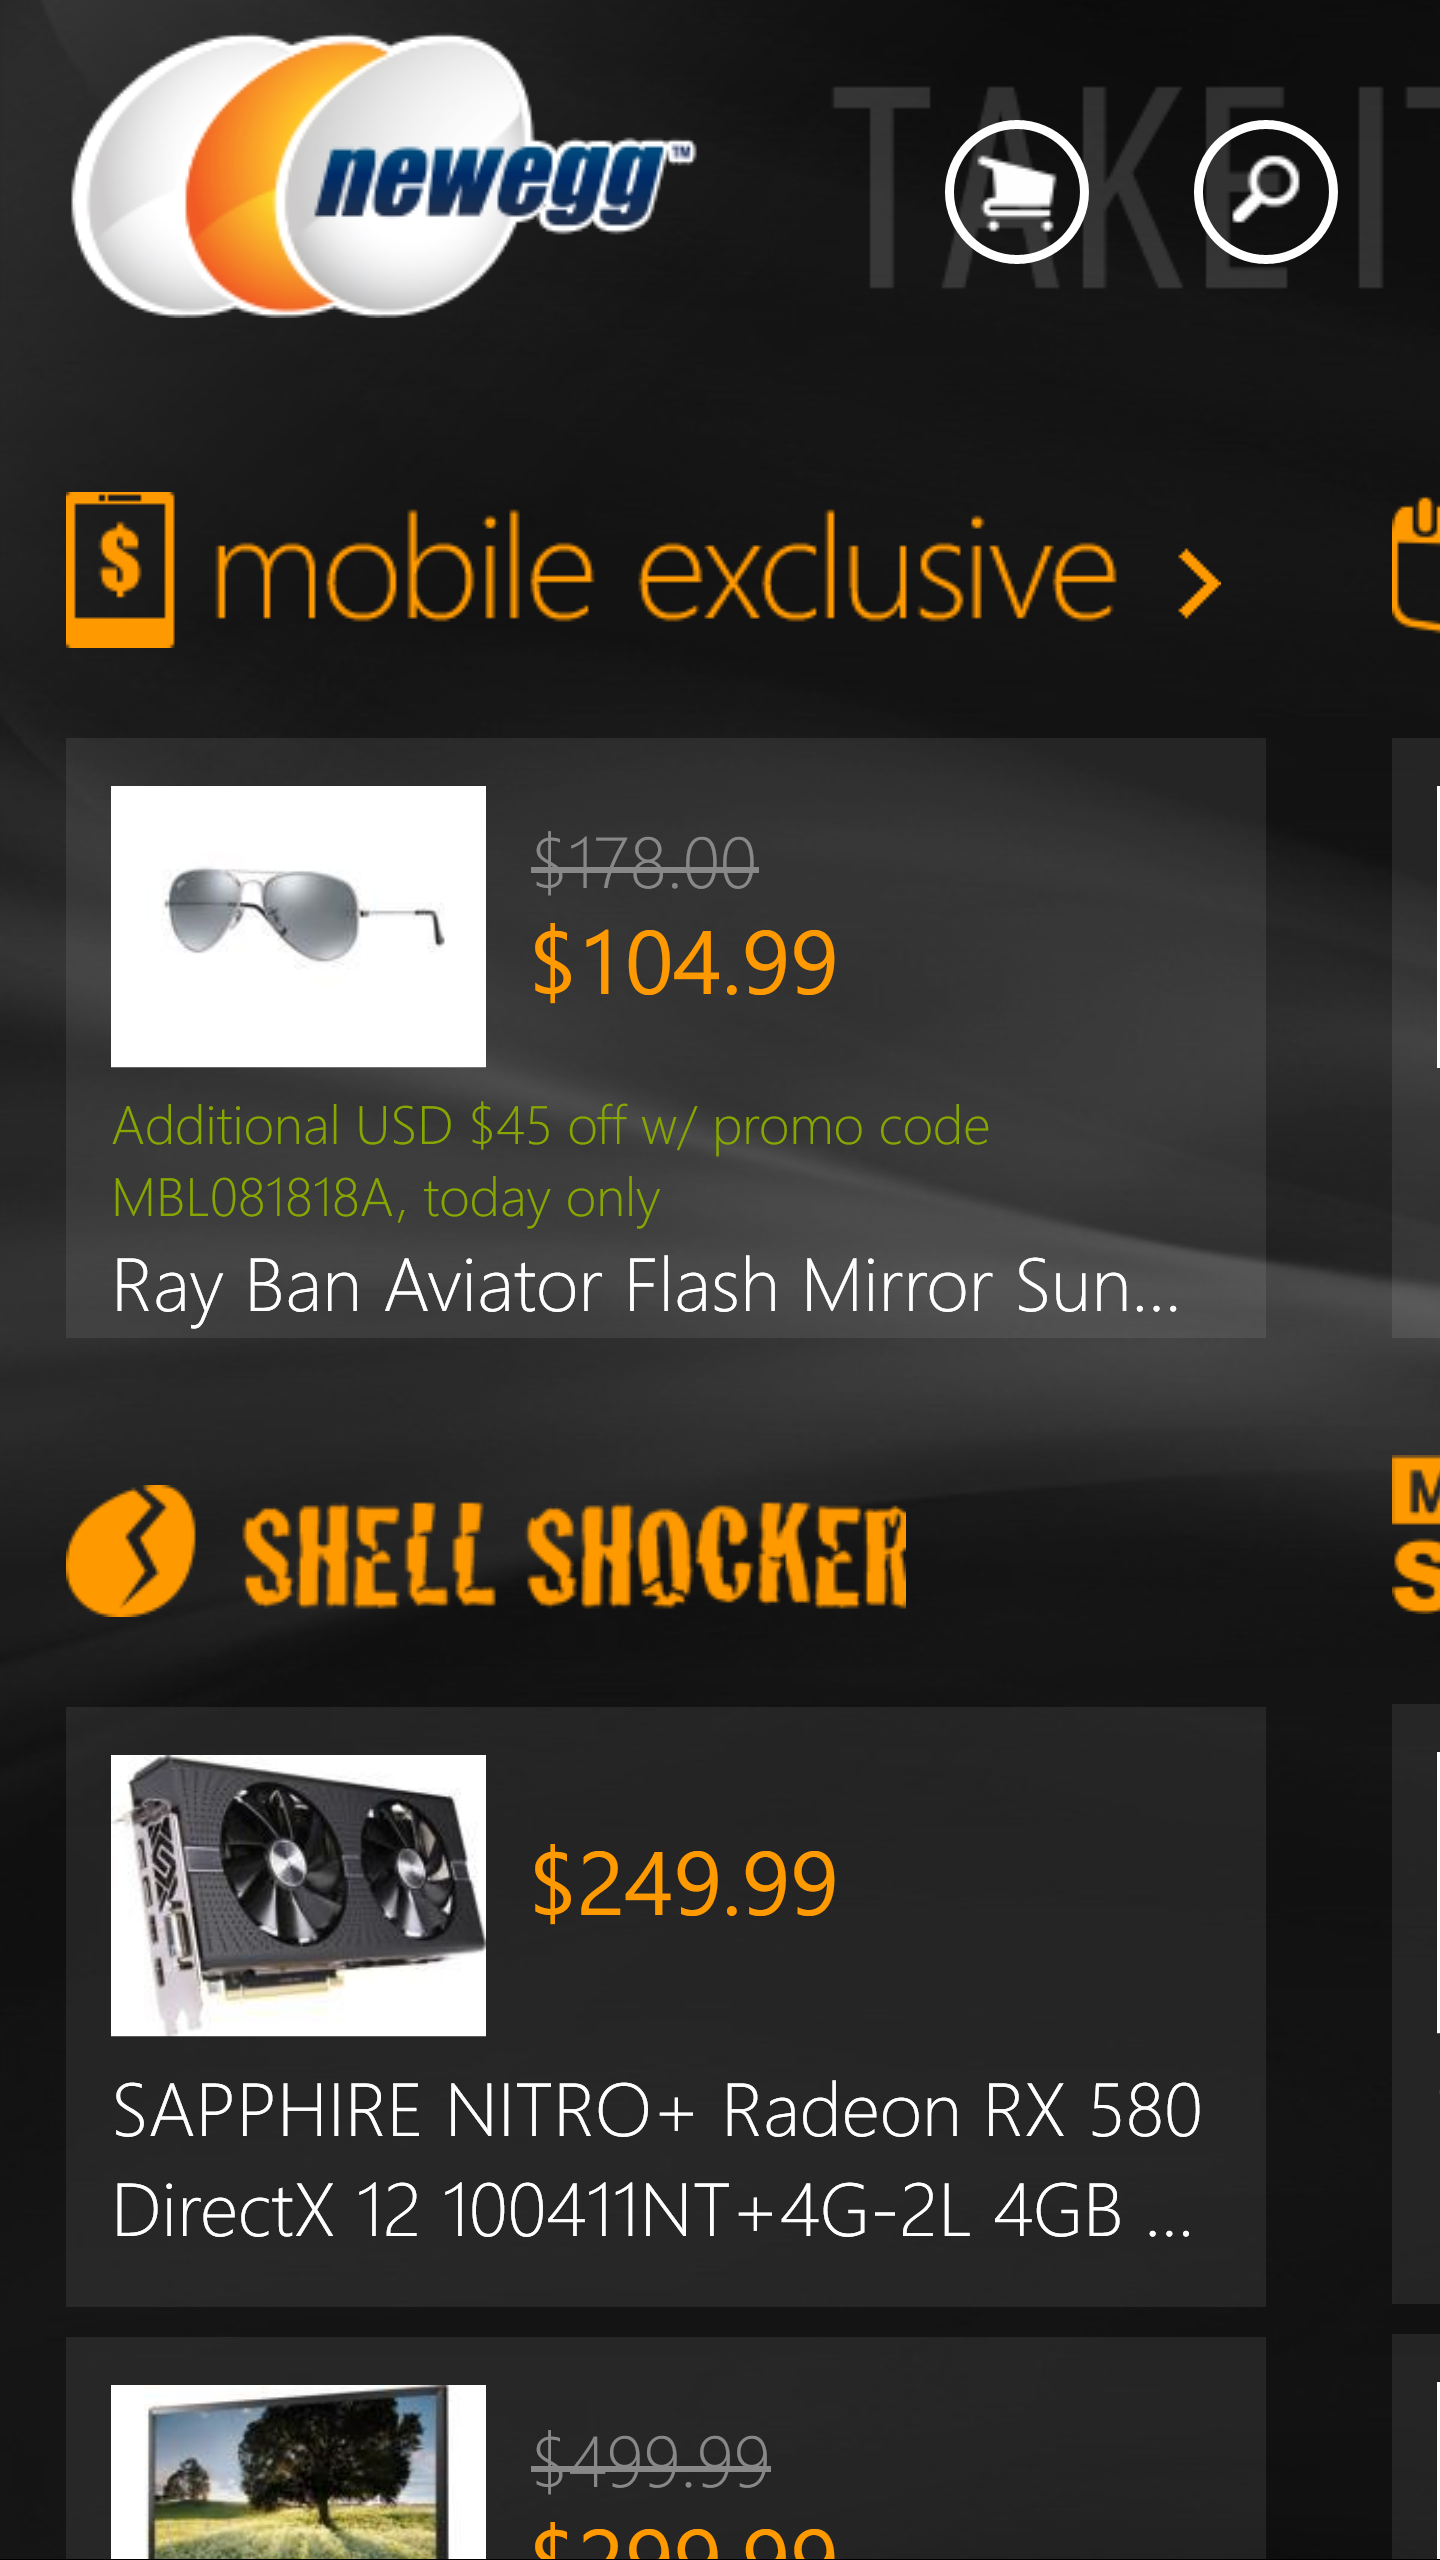 newegg™
TAKE IT
mobile exclusive
$178.00
$104.99
Additional USD $45 off w/ promo code
MBL081818A, today only
Ray Ban Aviator Flash Mirror Sun...
SHELL SHOCKER
$249.99
SAPPHIRE NITRO+ Radeon RX 580
DirectX 12 100411NT+4G-2L 4GB ...
$499.99
$299.99